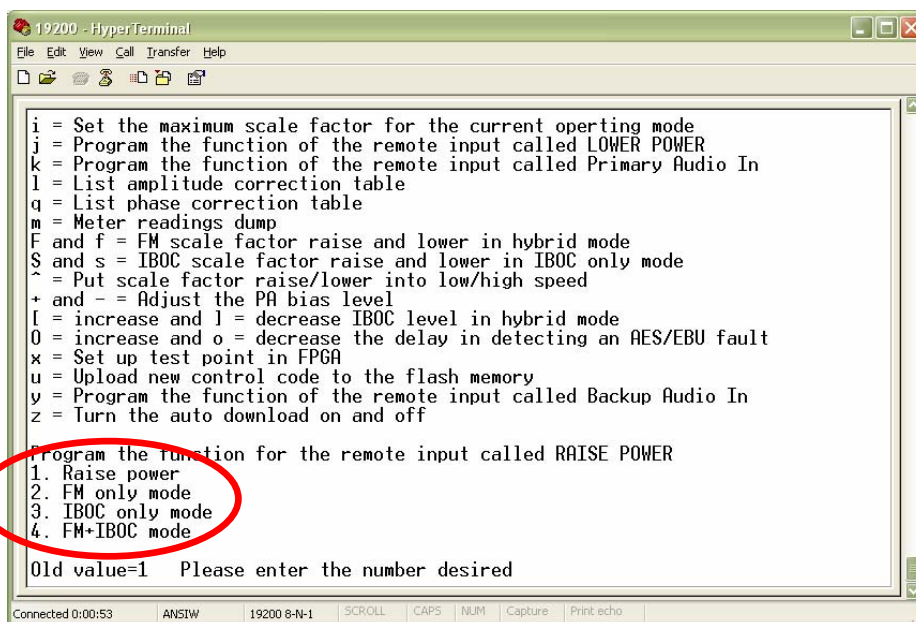 19200 - HyperTerminal
File Edit View Call Transfer Help
i = Set the maximum scale factor for the current operting mode
j = Program the function of the remote input called LOWER POWER
k = Program the function of the remote input called Primary Audio In
l = List amplitude correction table
q = List phase correction table
m = Meter readings dump
F and f = FM scale factor raise and lower in hybrid mode
S and s = IBOC scale factor raise and lower in IBOC only mode
^ = Put scale factor raise/lower into low/high speed
+ and - = Adjust the PA bias level
[ = increase and ] = decrease IBOC level in hybrid mode
O = increase and o = decrease the delay in detecting an AES/EBU fault
x = Set up test point in FPGA
u = Upload new control code to the flash memory
y = Program the function of the remote input called Backup Audio In
z = Turn the auto download on and off
Program the function for the remote input called RAISE POWER
1. Raise power
2. FM only mode
3. IBOC only mode
4. FM+IBOC mode
Old value=1 Please enter the number desired
Connected 0:00:53 ANSIW 19200 8-N-1 SCROLL CAPS NUM Capture Print echo